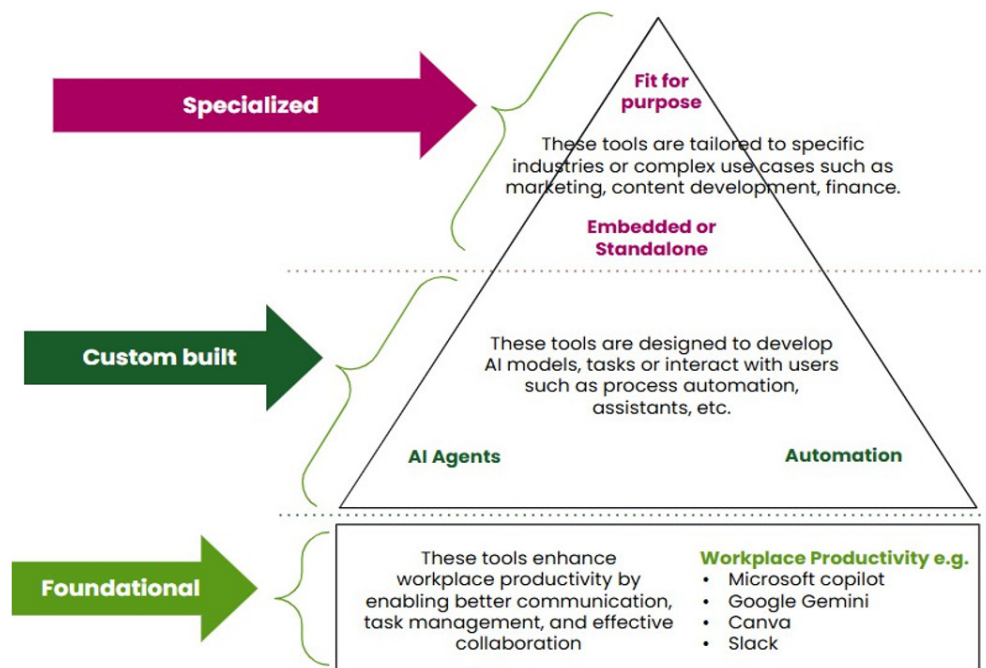 Specialized
Fit for
purpose
These tools are tailored to specific
industries or complex use cases such as
marketing, content development, finance.
Embedded or
Standalone
Custom built
These tools are designed to develop
AI models, tasks or interact with users
such as process automation,
assistants, etc.
AI Agents
Automation
Foundational
These tools enhance
workplace productivity by
enabling better communication,
task management, and effective
collaboration
Workplace Productivity e.g.
• Microsoft copilot
• Google Gemini
• Canva
• Slack